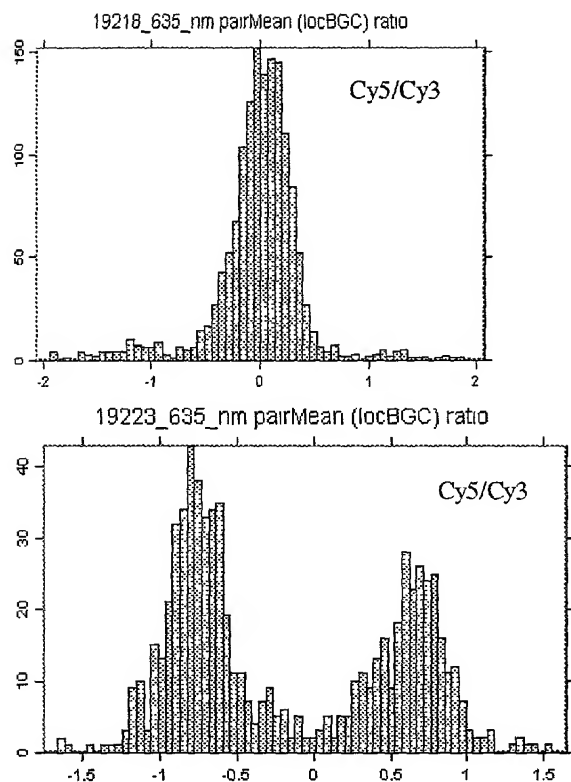 19218_635_nm pairMean (locBGC) ratio
Cy5/Cy3
150
100
50
0
-2 -1 0 1 2
19223_635_nm pairMean (locBGC) ratio
Cy5/Cy3
40
30
20
10
0
-1.5 -1 -0.5 0 0.5 1 1.5